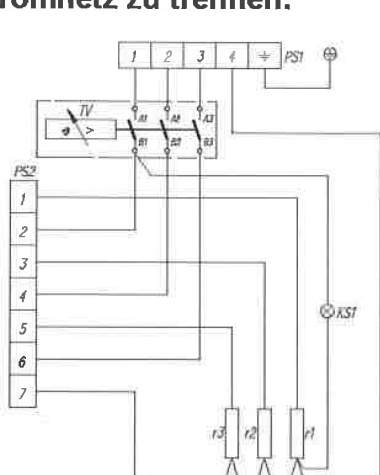 romnetz zu trennen.
1 2 3 4 PS1
TV
A1 A2 A3
B1 B2 B3
PS2
1
2
3
4
5
6
7
KS1
r3 r2 r1